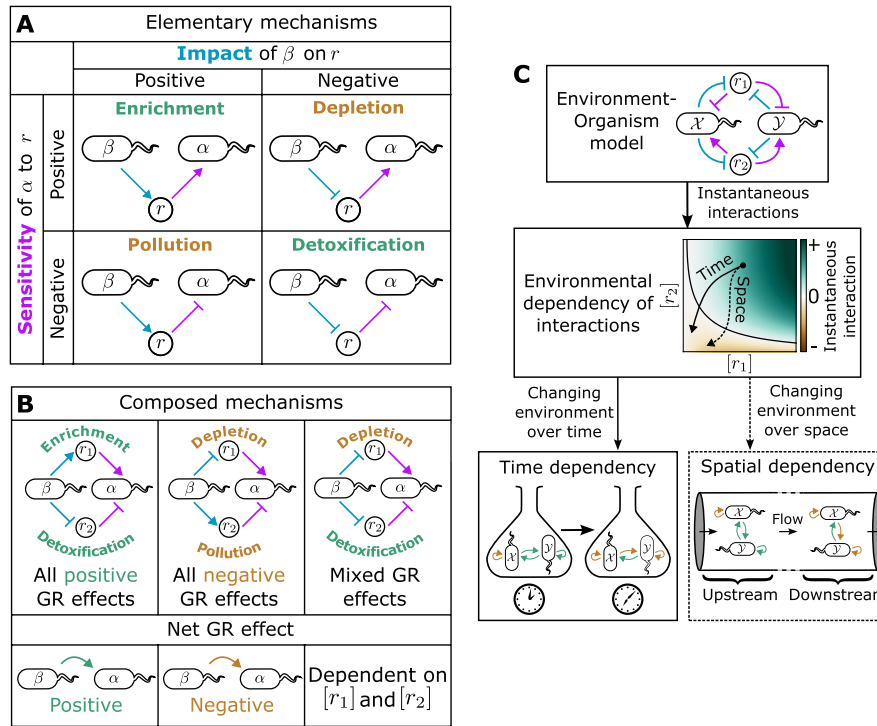 A
Elementary mechanisms
Impact of β on r
Positive
Negative
Sensitivity of α to r
Positive
Negative
Enrichment
β
α
r
Depletion
β
α
r
Pollution
β
α
r
Detoxification
β
α
r
B
Composed mechanisms
Enrichment
r1
β
α
r2
Detoxification
All positive
GR effects
Depletion
r1
β
α
r2
Pollution
All negative
GR effects
Depletion
r1
β
α
r2
Detoxification
Mixed GR
effects
Net GR effect
β
α
Positive
β
α
Negative
Dependent on
[r1] and [r2]
C
Environment-
Organism
model
r1
X
Y
r2
Instantaneous
interactions
Environmental
dependency of
interactions
[r2]
Time
Space
[r1]
+
0
-
Instantaneous
interaction
Changing
environment
over time
Changing
environment
over space
Time dependency
X
Y
X
Y
Spatial dependency
X
Y
Flow
X
Y
Upstream
Downstream